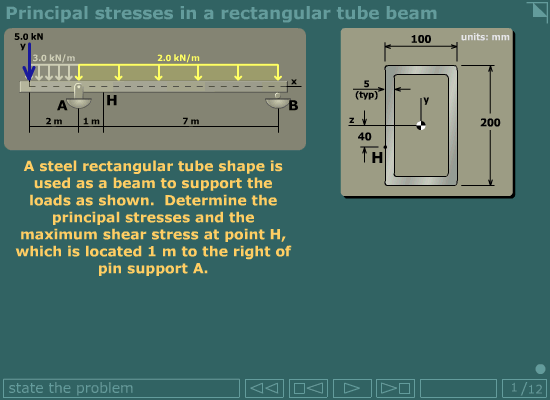 Principal stresses in a rectangular tube beam
5.0 kN
y
3.0 kN/m
2.0 kN/m
x
A
H
B
2 m
1 m
7 m
units: mm
100
5
(typ)
y
z
40
H
200
A steel rectangular tube shape is
used as a beam to support the
loads as shown. Determine the
principal stresses and the
maximum shear stress at point H,
which is located 1 m to the right of
pin support A.
state the problem
1/12